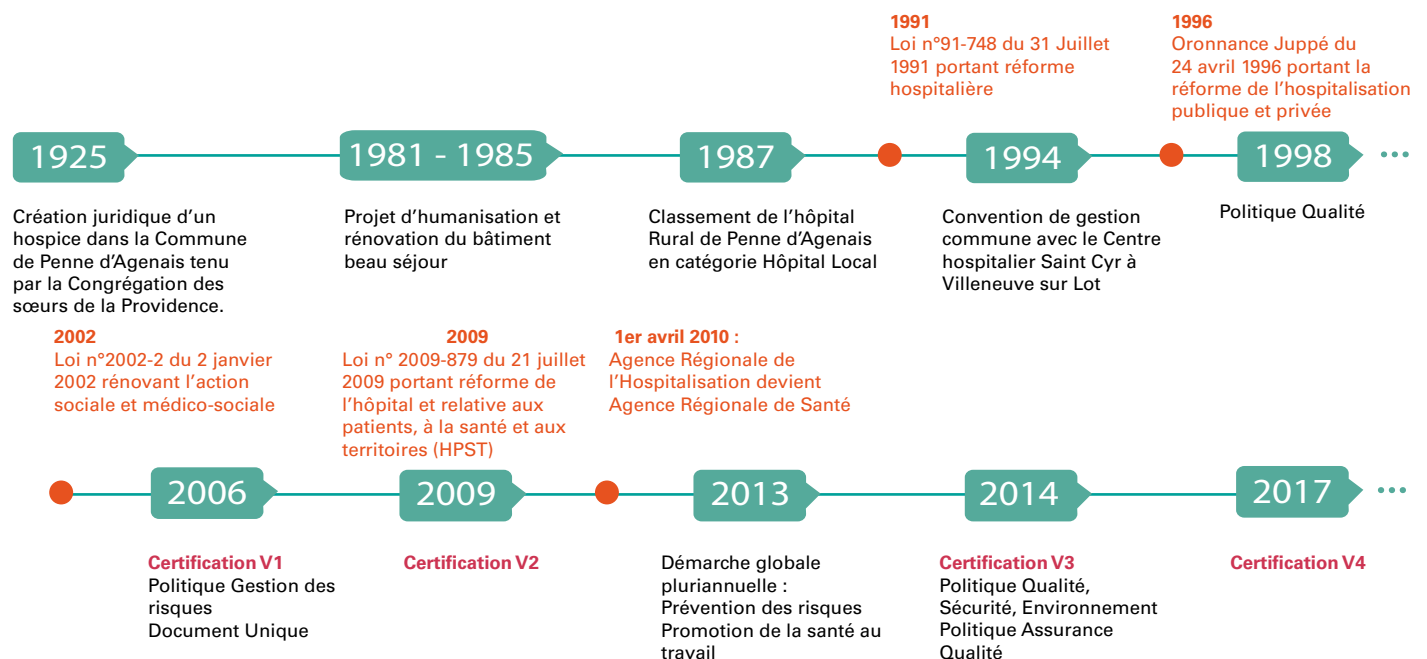 1991
Loi n°91-748 du 31 Juillet
1991 portant réforme
hospitalière
1996
Oronnance Juppé du
24 avril 1996 portant la
réforme de l'hospitalisation
publique et privée
1925
1981 - 1985
1987
1994
1998
Création juridique d'un
hospice dans la Commune
de Penne d'Agenais tenu
par la Congrégation des
sœurs de la Providence.
Projet d'humanisation et
rénovation du bâtiment
beau séjour
Classement de l'hôpital
Rural de Penne d'Agenais
en catégorie Hôpital Local
Convention de gestion
commune avec le Centre
hospitalier Saint Cyr à
Villeneuve sur Lot
Politique Qualité
2002
Loi n°2002-2 du 2 janvier
2002 rénovant l'action
sociale et médico-sociale
2009
Loi n° 2009-879 du 21 juillet
2009 portant réforme de
l'hôpital et relative aux
patients, à la santé et aux
territoires (HPST)
1er avril 2010 :
Agence Régionale de
l'Hospitalisation devient
Agence Régionale de Santé
2006
2009
2013
2014
2017
Certification V1
Politique Gestion des
risques
Document Unique
Certification V2
Démarche globale
pluriannuelle :
Prévention des risques
Promotion de la santé au
travail
Certification V3
Politique Qualité,
Sécurité, Environnement
Politique Assurance
Qualité
Certification V4